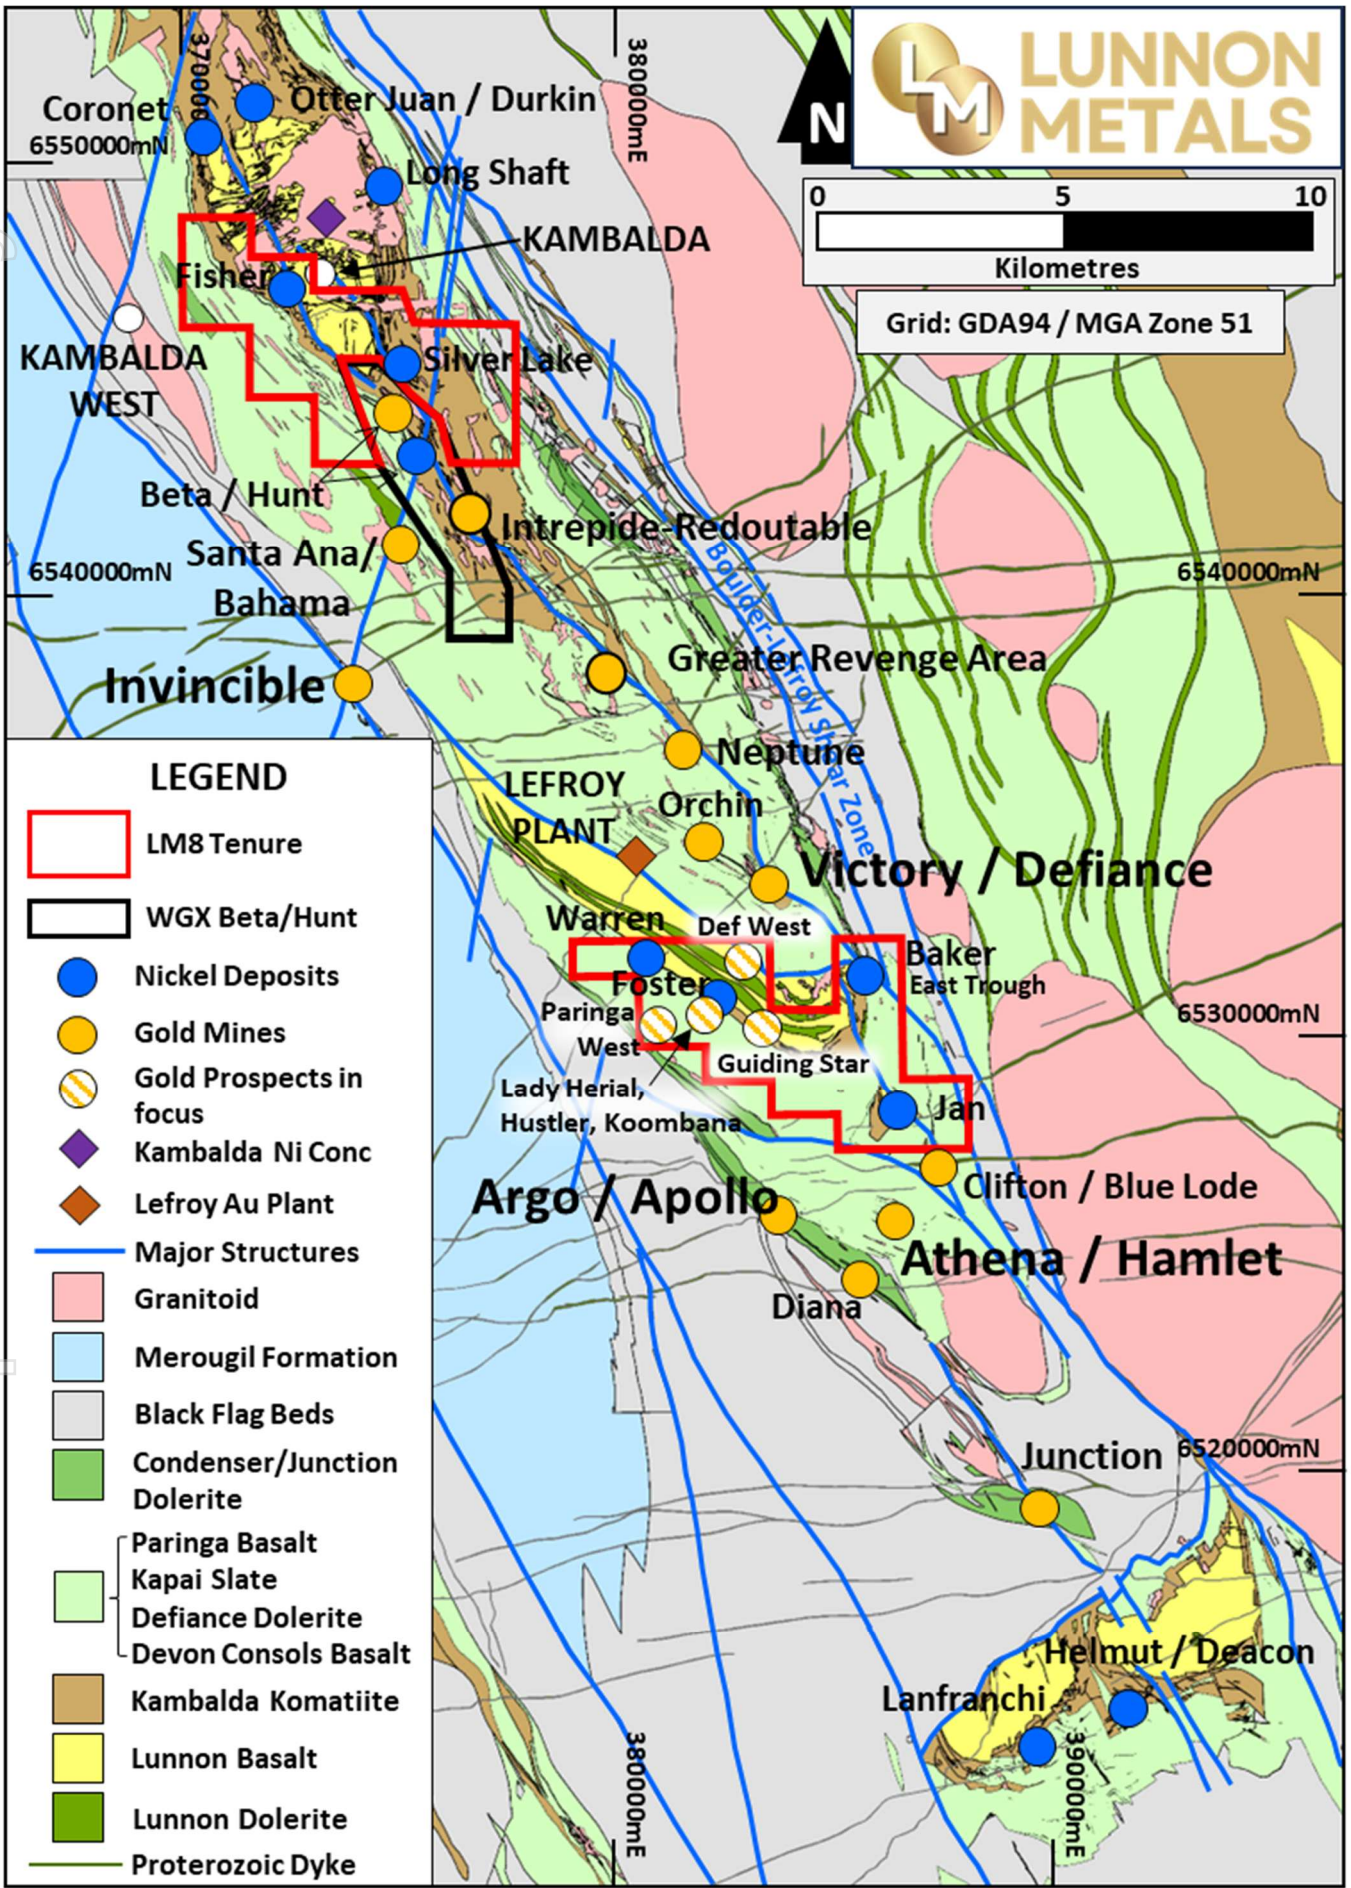 370000
380000mE
LM
LUNNON
METALS
N
Coronet
Otter Juan / Durkin
6550000mN
Long Shaft
0 5 10
Kilometres
KAMBALDA
Fisher
Grid: GDA94 / MGA Zone 51
KAMBALDA
WEST
Silver Lake
Beta / Hunt
Intrepide-Redoutable
Santa Ana/
Bahama
6540000mN
6540000mN
Boulder-Lefroy Shear Zone
Greater Revenge Area
Invincible
Neptune
LEFROY
PLANT
Orchin
Victory / Defiance
Warren
Def West
Baker
East Trough
Foster
Paringa
West
6530000mN
Guiding Star
Lady Herial,
Hustler, Koombana
Jan
Clifton / Blue Lode
Argo / Apollo
Athena / Hamlet
Diana
Junction
6520000mN
Helmut / Deacon
Lanfranchi
380000mE
390000mE
LEGEND
LM8 Tenure
WGX Beta/Hunt
Nickel Deposits
Gold Mines
Gold Prospects in
focus
Kambalda Ni Conc
Lefroy Au Plant
Major Structures
Granitoid
Merougil Formation
Black Flag Beds
Condenser/Junction
Dolerite
Paringa Basalt
Kapai Slate
Defiance Dolerite
Devon Consols Basalt
Kambalda Komatiite
Lunnon Basalt
Lunnon Dolerite
Proterozoic Dyke